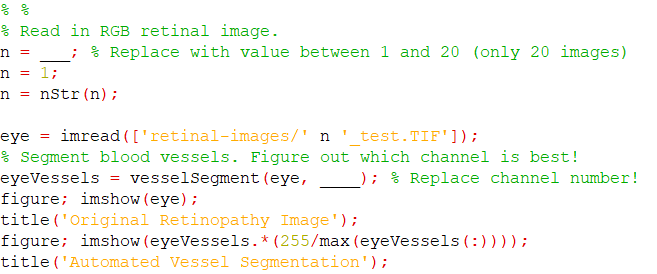 % %
% Read in RGB retinal image.
n = ___; % Replace with value between 1 and 20 (only 20 images)
n = 1;
n = nStr(n);
eye = imread(['retinal-images/' n '_test.TIF']);
% Segment blood vessels. Figure out which channel is best!
eyeVessels = vesselSegment(eye, ____); % Replace channel number!
figure; imshow(eye);
title('Original Retinopathy Image');
figure; imshow(eyeVessels.*(255/max(eyeVessels(:))));
title('Automated Vessel Segmentation');